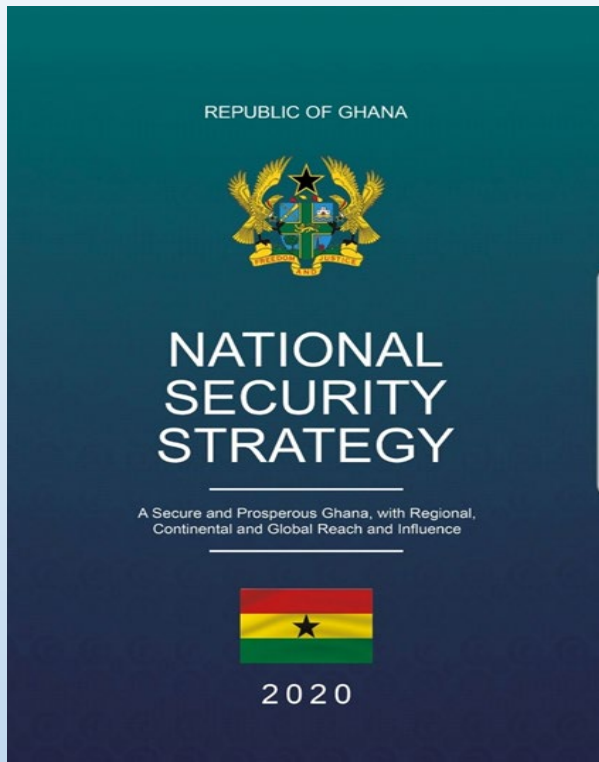 REPUBLIC OF GHANA
FREEDOM AND JUSTICE
NATIONAL
SECURITY
STRATEGY
A Secure and Prosperous Ghana, with Regional,
Continental and Global Reach and Influence
2020